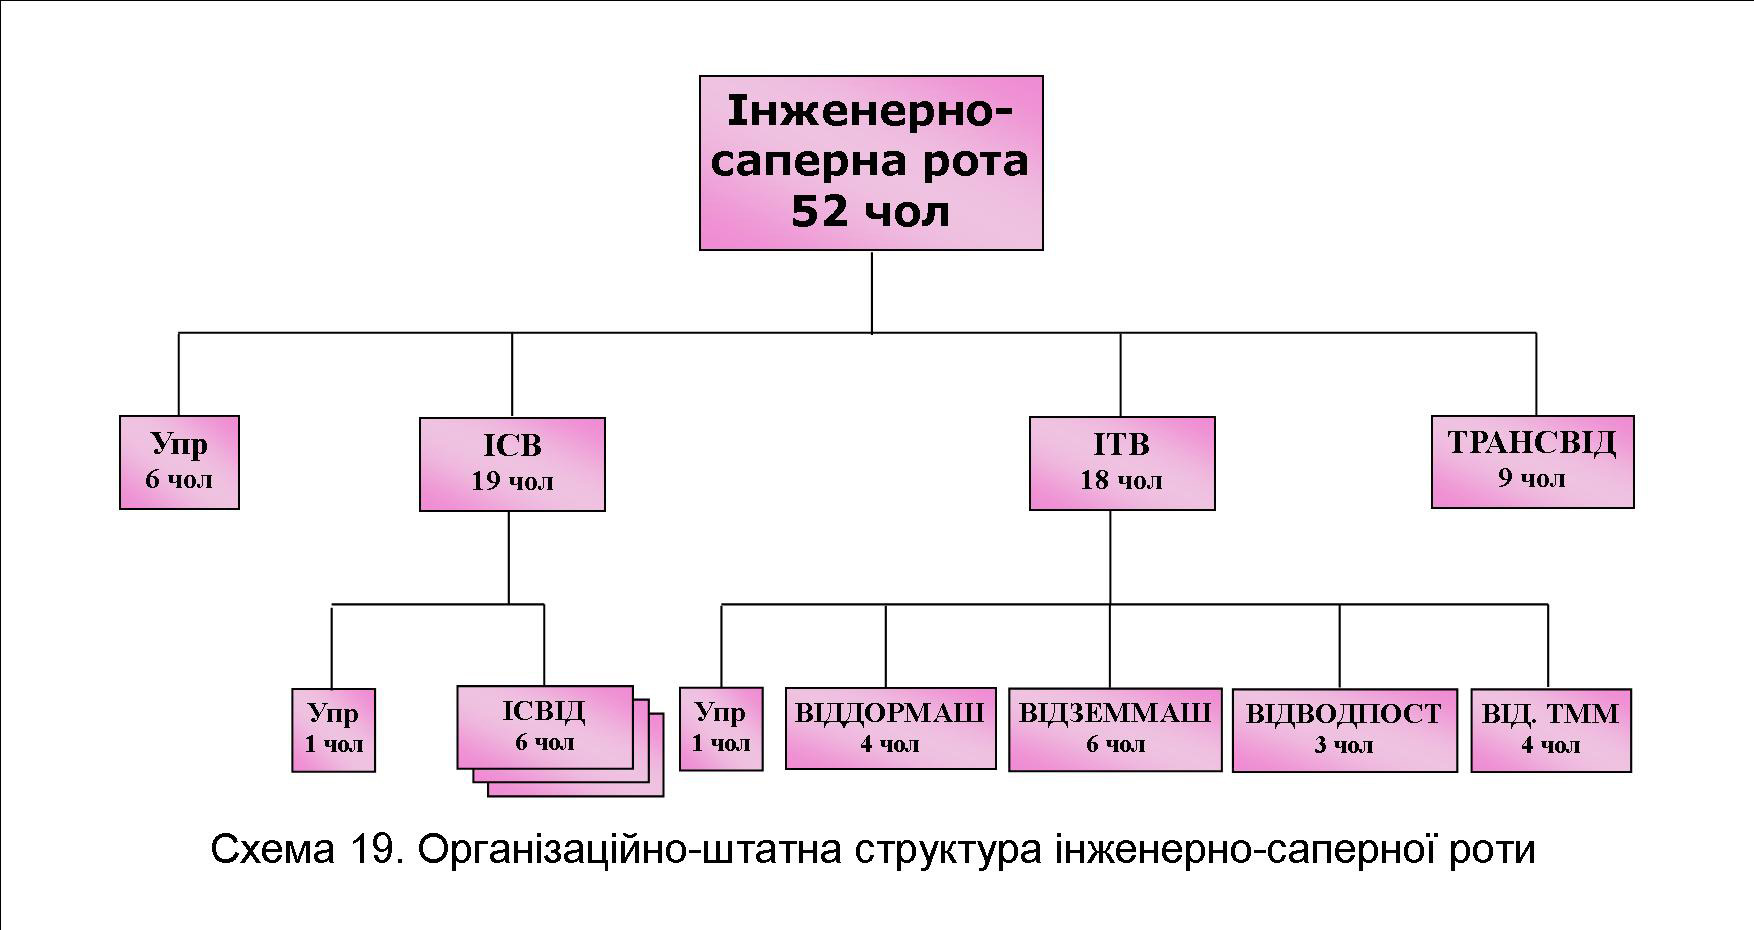 Інженерно-
саперна рота
52 чол
Упр
6 чол
ІСВ
19 чол
ІТВ
18 чол
ТРАНСВІД
9 чол
Упр
1 чол
ІСВІД
6 чол
Упр
1 чол
ВІДДОРМАШ
4 чол
ВІДЗЕММАШ
6 чол
ВІДВОДПОСТ
3 чол
ВІД. ТММ
4 чол
Схема 19. Організаційно-штатна структура інженерно-саперної роти